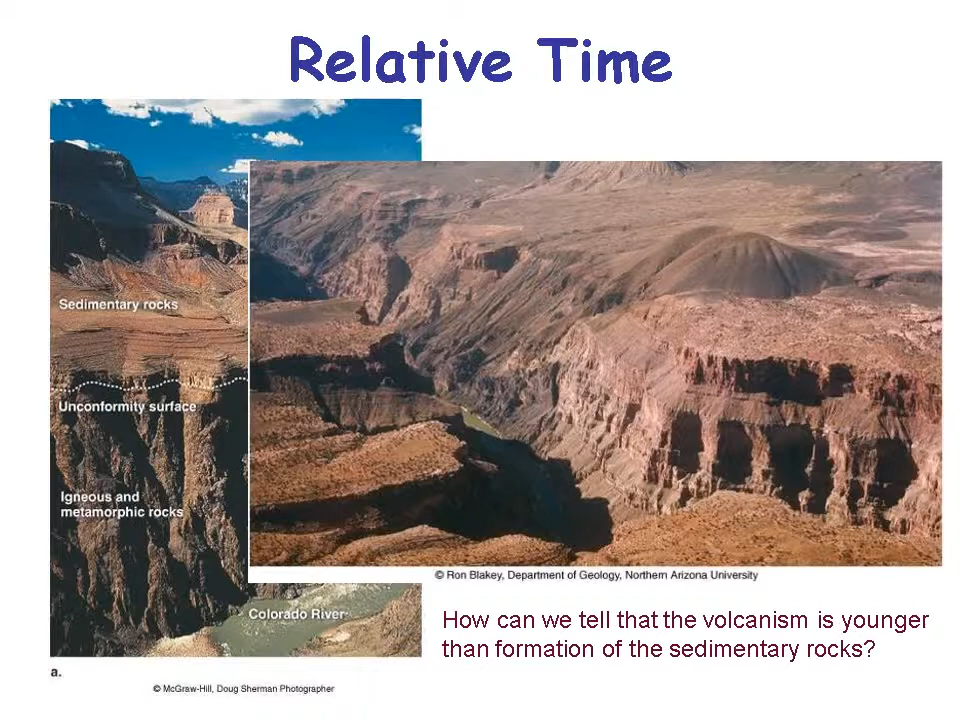 Relative Time
Sedimentary rocks
Unconformity surface
Igneous and
metamorphic rocks
Colorado River
© Ron Blakey, Department of Geology, Northern Arizona University
How can we tell that the volcanism is younger
than formation of the sedimentary rocks?
a.
© McGraw-Hill, Doug Sherman Photographer